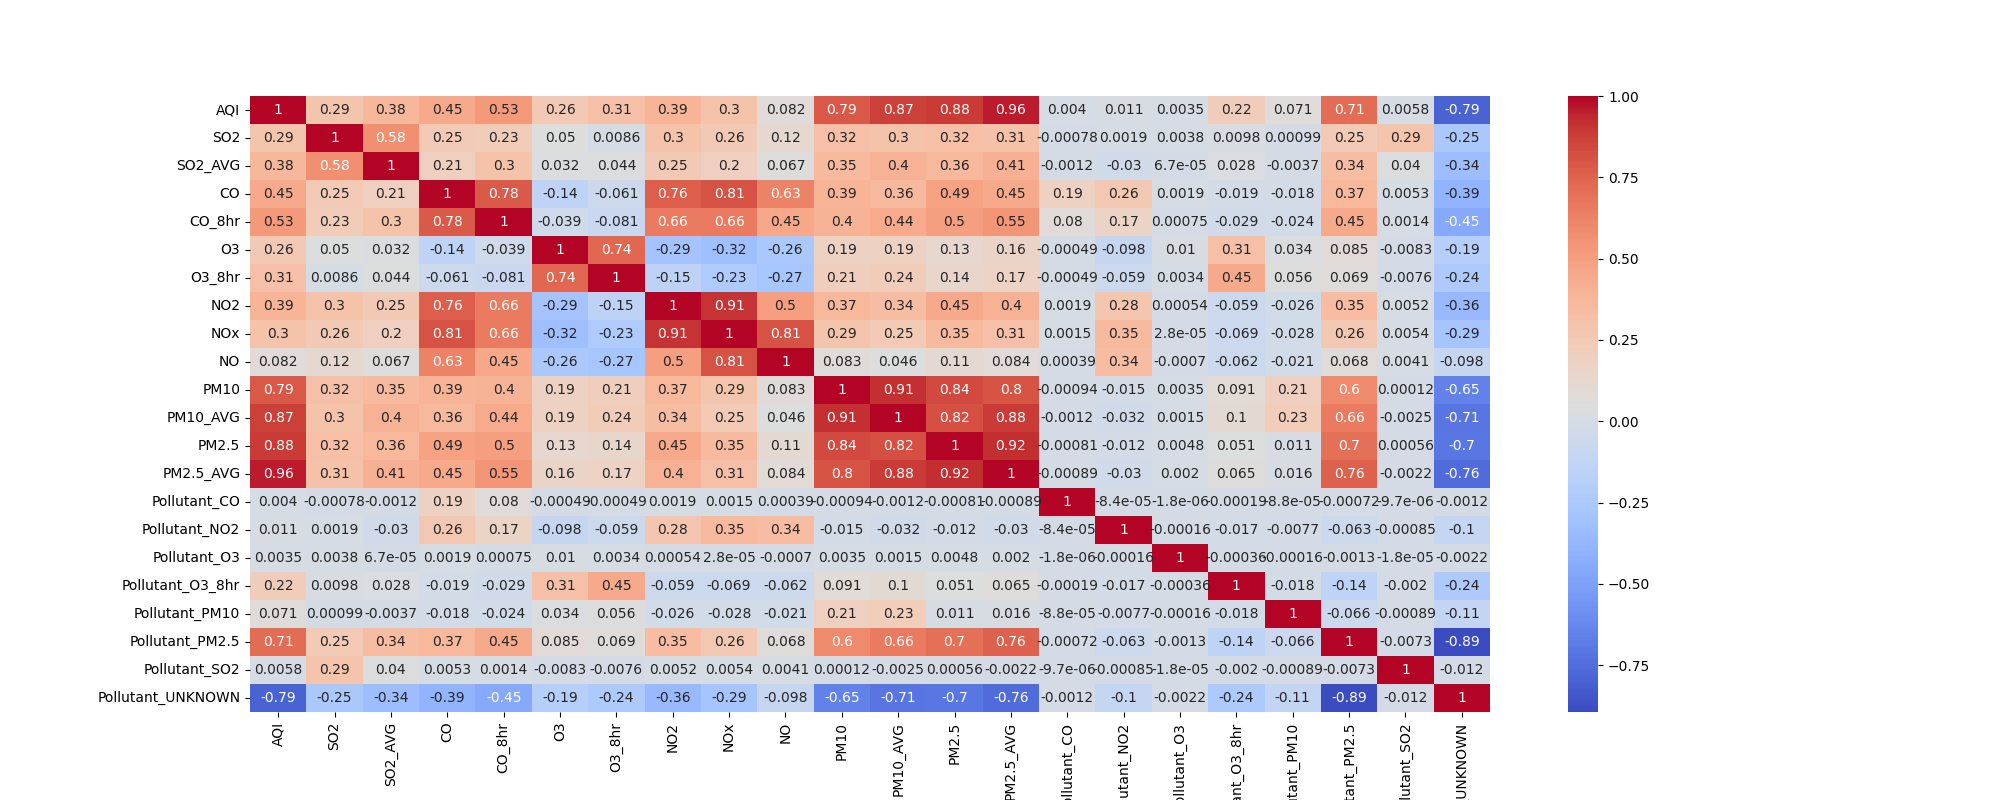 AQI 1 0.29 0.38 0.45 0.53 0.26 0.31 0.39 0.3 0.082 0.79 0.87 0.88 0.96 0.004 0.011 0.0035 0.22 0.071 0.71 0.0058 -0.79
SO2 0.29 1 0.58 0.25 0.23 0.05 0.0086 0.3 0.26 0.12 0.32 0.3 0.32 0.31 -0.00078 0.0019 0.0038 0.0098 0.00099 0.25 0.29 -0.25
SO2_AVG 0.38 0.58 1 0.21 0.3 0.032 0.044 0.25 0.2 0.067 0.35 0.4 0.36 0.41 -0.0012 -0.03 6.7e-05 0.028 -0.0037 0.34 0.04 -0.34
CO 0.45 0.25 0.21 1 0.78 -0.14 -0.061 0.76 0.81 0.63 0.39 0.36 0.49 0.45 0.19 0.26 0.0019 -0.019 -0.018 0.37 0.0053 -0.39
CO_8hr 0.53 0.23 0.3 0.78 1 -0.039 -0.081 0.66 0.66 0.45 0.4 0.44 0.5 0.55 0.08 0.17 0.00075 -0.029 -0.024 0.45 0.0014 -0.45
O3 0.26 0.05 0.032 -0.14 -0.039 1 0.74 -0.29 -0.32 -0.26 0.19 0.19 0.13 0.16 -0.00049 -0.098 0.01 0.31 0.034 0.085 -0.0083 -0.19
O3_8hr 0.31 0.0086 0.044 -0.061 -0.081 0.74 1 -0.15 -0.23 -0.27 0.21 0.24 0.14 0.17 -0.00049 -0.059 0.0034 0.45 0.056 0.069 -0.0076 -0.24
NO2 0.39 0.3 0.25 0.76 0.66 -0.29 -0.15 1 0.91 0.5 0.37 0.34 0.45 0.4 0.0019 0.28 0.00054 -0.059 -0.026 0.35 0.0052 -0.36
NOx 0.3 0.26 0.2 0.81 0.66 -0.32 -0.23 0.91 1 0.81 0.29 0.25 0.35 0.31 0.0015 0.35 2.8e-05 -0.069 -0.028 0.26 0.0054 -0.29
NO 0.082 0.12 0.067 0.63 0.45 -0.26 -0.27 0.5 0.81 1 0.083 0.046 0.11 0.084 0.00039 0.34 -0.0007 -0.062 -0.021 0.068 0.0041 -0.098
PM10 0.79 0.32 0.35 0.39 0.4 0.19 0.21 0.37 0.29 0.083 1 0.91 0.84 0.8 -0.00094 -0.015 0.0035 0.091 0.21 0.6 0.00012 -0.65
PM10_AVG 0.87 0.3 0.4 0.36 0.44 0.19 0.24 0.34 0.25 0.046 0.91 1 0.82 0.88 -0.0012 -0.032 0.0015 0.1 0.23 0.66 -0.0025 -0.71
PM2.5 0.88 0.32 0.36 0.49 0.5 0.13 0.14 0.45 0.35 0.11 0.84 0.82 1 0.92 -0.00081 -0.012 0.0048 0.051 0.011 0.7 0.00056 -0.7
PM2.5_AVG 0.96 0.31 0.41 0.45 0.55 0.16 0.17 0.4 0.31 0.084 0.8 0.88 0.92 1 -0.00089 -0.03 0.002 0.065 0.016 0.76 -0.0022 -0.76
Pollutant_CO 0.004 -0.00078 -0.0012 0.19 0.08 -0.00049 -0.00049 0.0019 0.0015 0.00039 -0.00094 -0.0012 -0.00081 -0.00089 1 -8.4e-05 -1.8e-06 -0.00019 -8.8e-05 -0.00072 -9.7e-06 -0.0012
Pollutant_NO2 0.011 0.0019 -0.03 0.26 0.17 -0.098 -0.059 0.28 0.35 0.34 -0.015 -0.032 -0.012 -0.03 -8.4e-05 1 -0.00016 -0.017 -0.0077 -0.063 -0.00085 -0.1
Pollutant_O3 0.0035 0.0038 6.7e-05 0.0019 0.00075 0.01 0.0034 0.00054 2.8e-05 -0.0007 0.0035 0.0015 0.0048 0.002 -1.8e-06 -0.00016 1 -0.00036 -0.00016 -0.0013 -1.8e-05 -0.0022
Pollutant_O3_8hr 0.22 0.0098 0.028 -0.019 -0.029 0.31 0.45 -0.059 -0.069 -0.062 0.091 0.1 0.051 0.065 -0.00019 -0.017 -0.00036 1 -0.018 -0.14 -0.002 -0.24
Pollutant_PM10 0.071 0.00099 -0.0037 -0.018 -0.024 0.034 0.056 -0.026 -0.028 -0.021 0.21 0.23 0.011 0.016 -8.8e-05 -0.0077 -0.00016 -0.018 1 -0.066 -0.00089 -0.11
Pollutant_PM2.5 0.71 0.25 0.34 0.37 0.45 0.085 0.069 0.35 0.26 0.068 0.6 0.66 0.7 0.76 -0.00072 -0.063 -0.0013 -0.14 -0.066 1 -0.0073 -0.89
Pollutant_SO2 0.0058 0.29 0.04 0.0053 0.0014 -0.0083 -0.0076 0.0052 0.0054 0.0041 0.00012 -0.0025 0.00056 -0.0022 -9.7e-06 -0.00085 -1.8e-05 -0.002 -0.00089 -0.0073 1 -0.012
Pollutant_UNKNOWN -0.79 -0.25 -0.34 -0.39 -0.45 -0.19 -0.24 -0.36 -0.29 -0.098 -0.65 -0.71 -0.7 -0.76 -0.0012 -0.1 -0.0022 -0.24 -0.11 -0.89 -0.012 1
AQI
SO2
SO2_AVG
CO
CO_8hr
O3
O3_8hr
NO2
NOx
NO
PM10
PM10_AVG
PM2.5
PM2.5_AVG
ollutant_CO
utant_NO2
ollutant_O3
ant_O3_8hr
utant_PM10
tant_PM2.5
llutant_SO2
UNKNOWN
1.00
0.75
0.50
0.25
0.00
−0.25
−0.50
−0.75